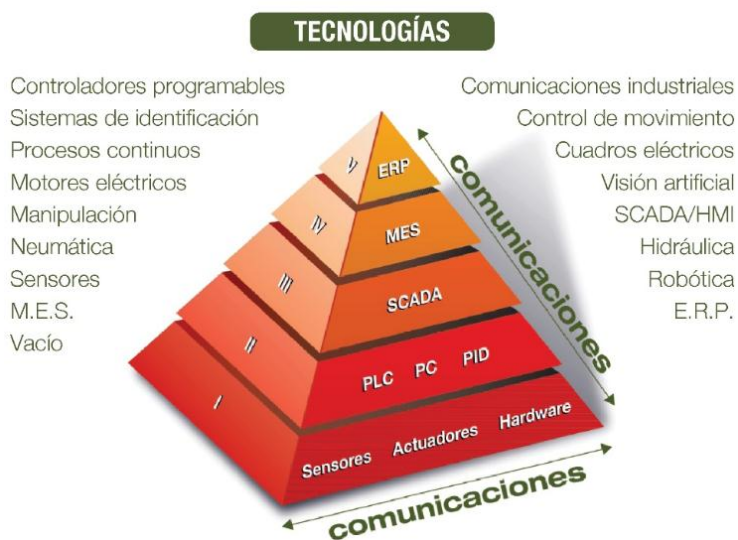 TECNOLOGÍAS
Controladores programables
Sistemas de identificación
Procesos continuos
Motores eléctricos
Manipulación
Neumática
Sensores
M.E.S.
Vacío
Comunicaciones industriales
Control de movimiento
Cuadros eléctricos
Visión artificial
SCADA/HMI
Hidráulica
Robótica
E.R.P.
V ERP
IV MES
III SCADA
II PLC PC PID
I Sensores Actuadores Hardware
comunicaciones
comunicaciones